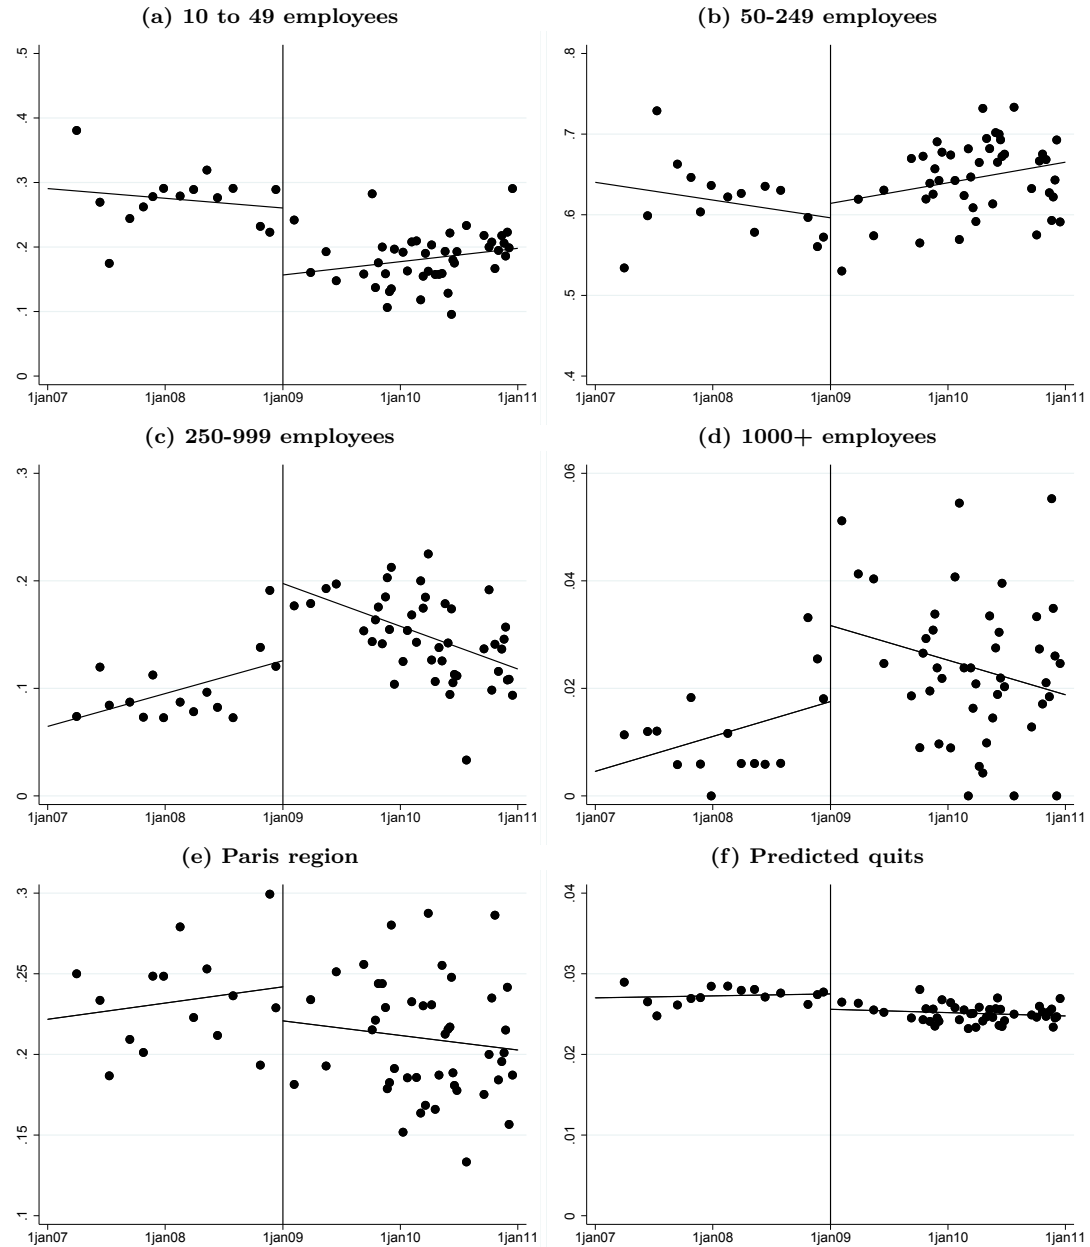 (a) 10 to 49 employees
.5
.4
.3
.2
.1
0
1jan07 1jan08 1jan09 1jan10 1jan11
(b) 50-249 employees
.8
.7
.6
.5
.4
1jan07 1jan08 1jan09 1jan10 1jan11
(c) 250-999 employees
.3
.2
.1
0
1jan07 1jan08 1jan09 1jan10 1jan11
(d) 1000+ employees
.06
.04
.02
0
1jan07 1jan08 1jan09 1jan10 1jan11
(e) Paris region
.3
.25
.2
.15
.1
1jan07 1jan08 1jan09 1jan10 1jan11
(f) Predicted quits
.04
.03
.02
.01
0
1jan07 1jan08 1jan09 1jan10 1jan11